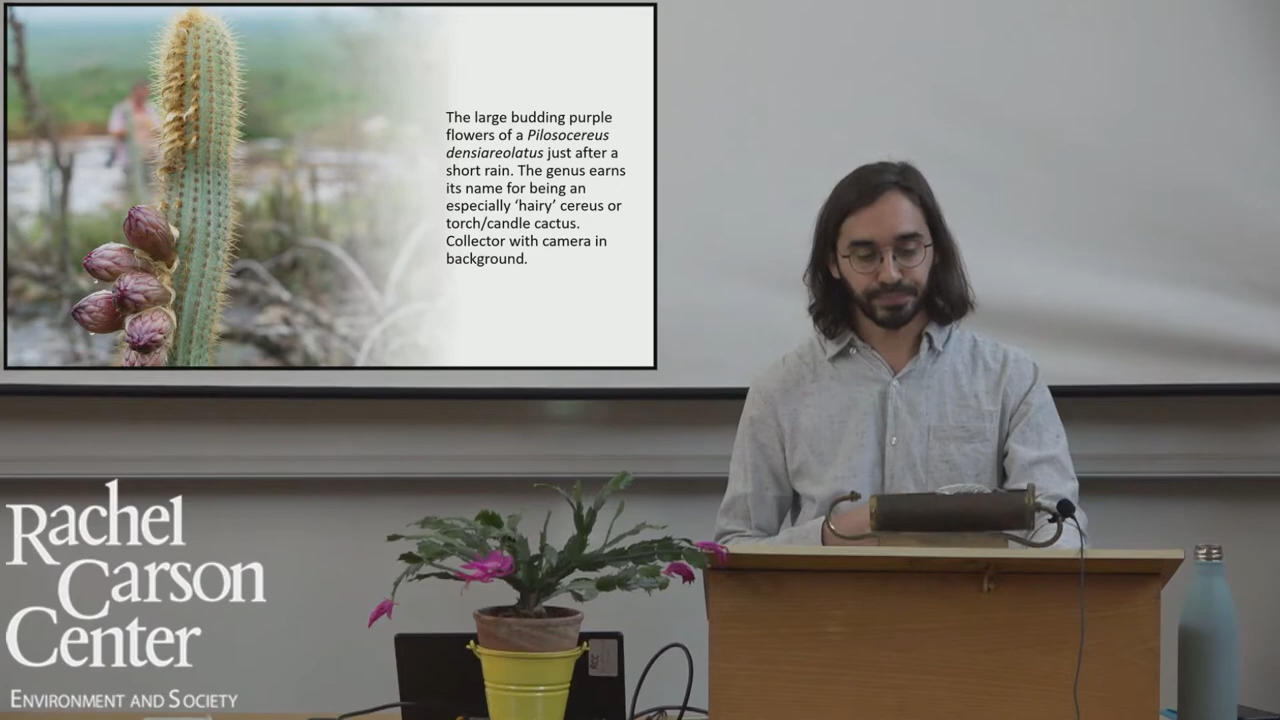 The large budding purple
flowers of a Pilosocereus
densiareolatus just after a
short rain. The genus earns
its name for being an
especially ‘hairy’ cereus or
torch/candle cactus.
Collector with camera in
background.
Rachel
Carson
Center
ENVIRONMENT AND SOCIETY
RCC